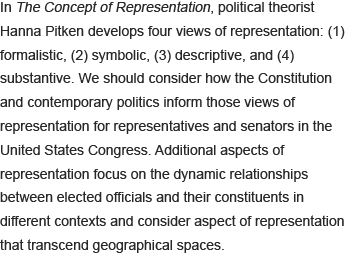 In The Concept of Representation, political theorist
Hanna Pitken develops four views of representation: (1)
formalistic, (2) symbolic, (3) descriptive, and (4)
substantive. We should consider how the Constitution
and contemporary politics inform those views of
representation for representatives and senators in the
United States Congress. Additional aspects of
representation focus on the dynamic relationships
between elected officials and their constituents in
different contexts and consider aspect of representation
that transcend geographical spaces.